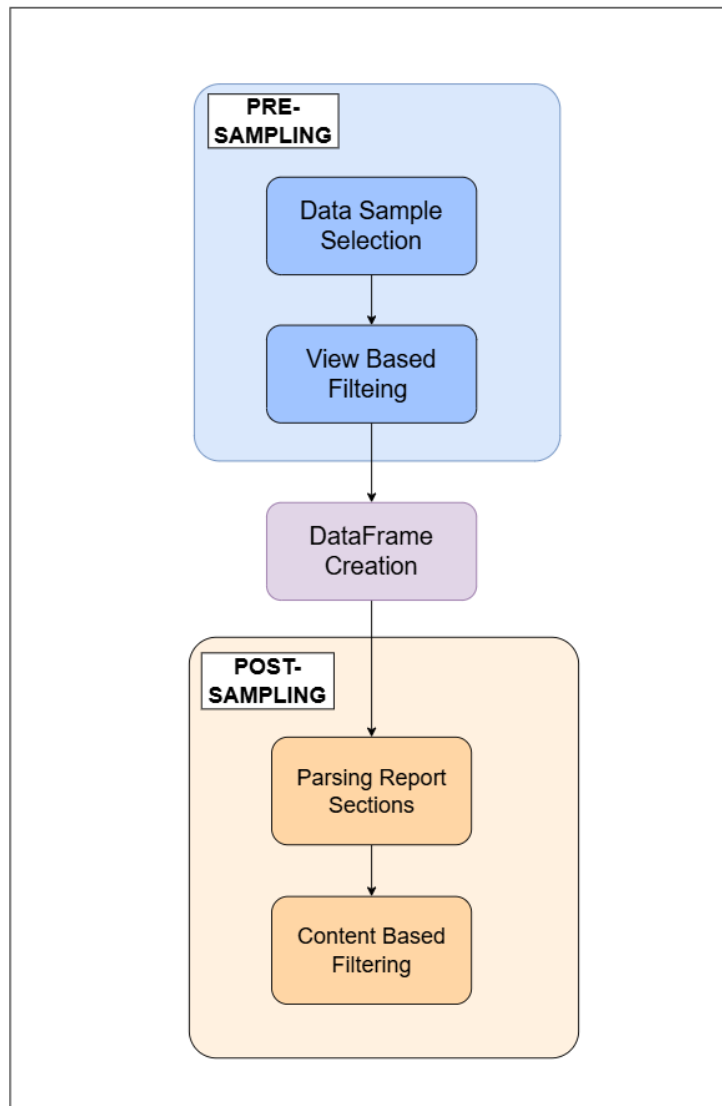 PRE-
SAMPLING
Data Sample
Selection
View Based
Filteing
DataFrame
Creation
POST-
SAMPLING
Parsing Report
Sections
Content Based
Filtering